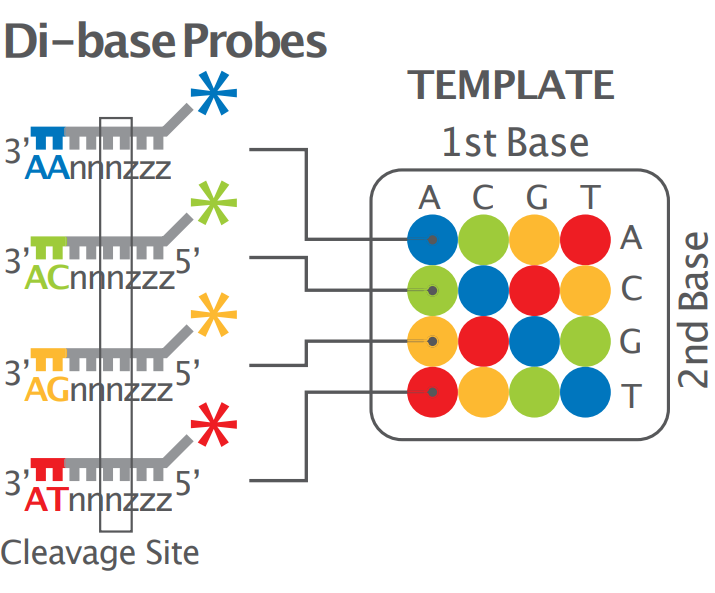 Di-base Probes
3’
AAnnnzzz
3’
ACnnnzzz
5’
3’
AGnnnzzz
5’
3’
ATnnnzzz
5’
Cleavage Site
TEMPLATE
1st Base
A C G T
A
C
G
T
2nd Base